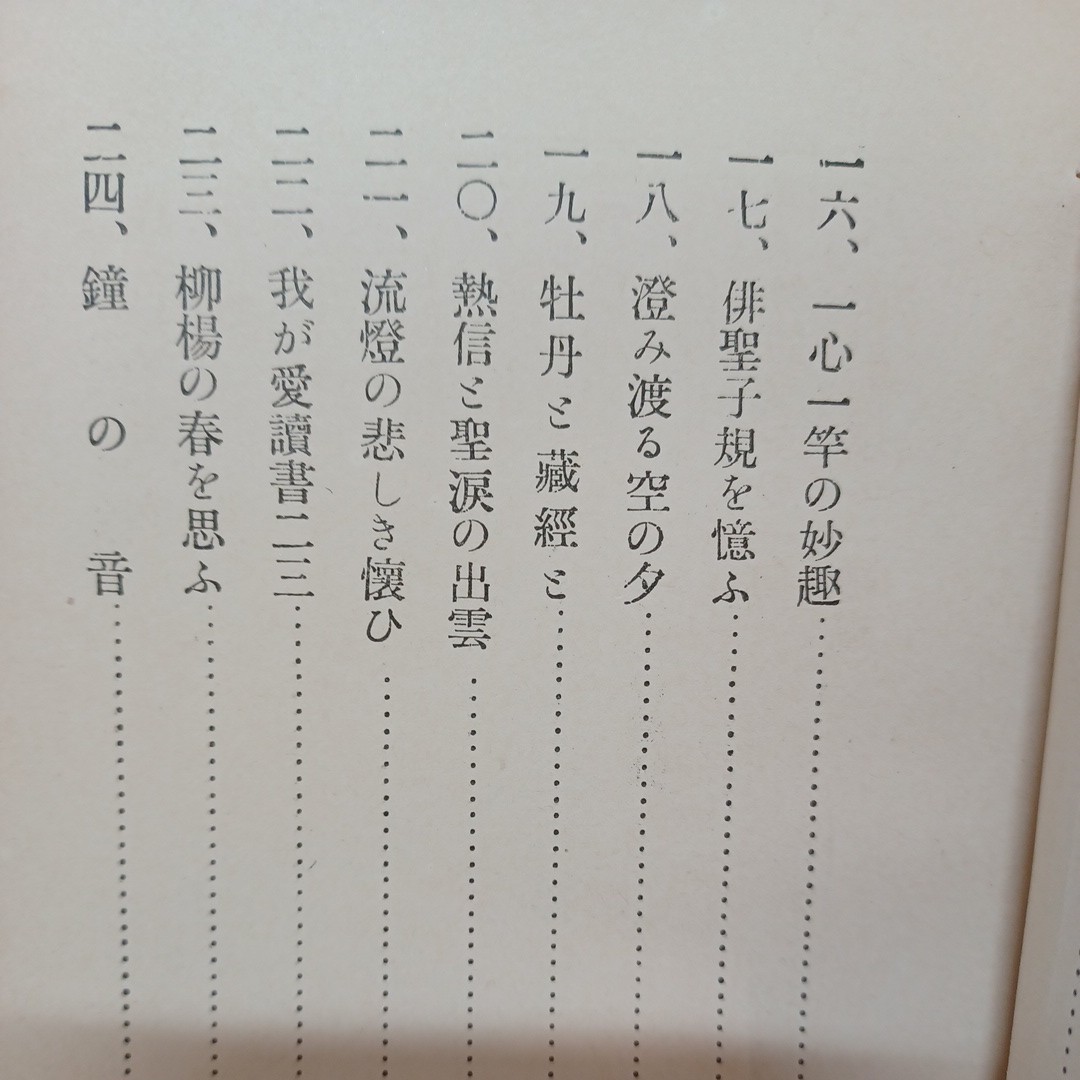 一六、一心一竿の妙趣
一七、俳聖子規を憶ふ
一八、澄み渡る空の夕
一九、牡丹と藏經と
二〇、熱信と聖涙の出雲
二一、流燈の悲しき懷ひ
二二、我が愛讀書二三
二三、柳楊の春を思ふ
二四、鐘の音